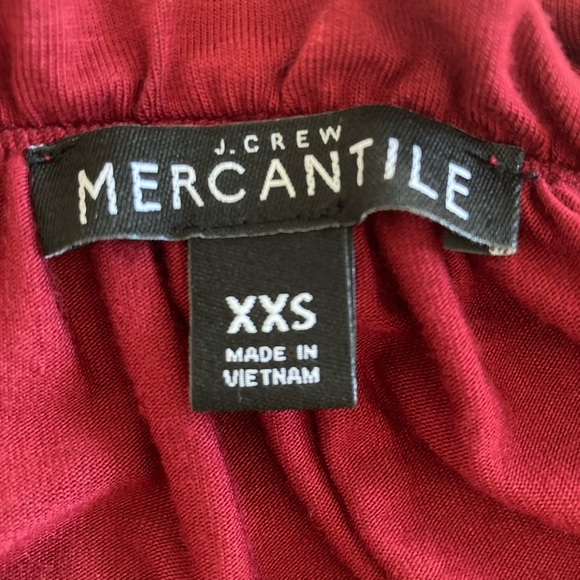 J.CREW
MERCANTILE
XXS
MADE IN
VIETNAM